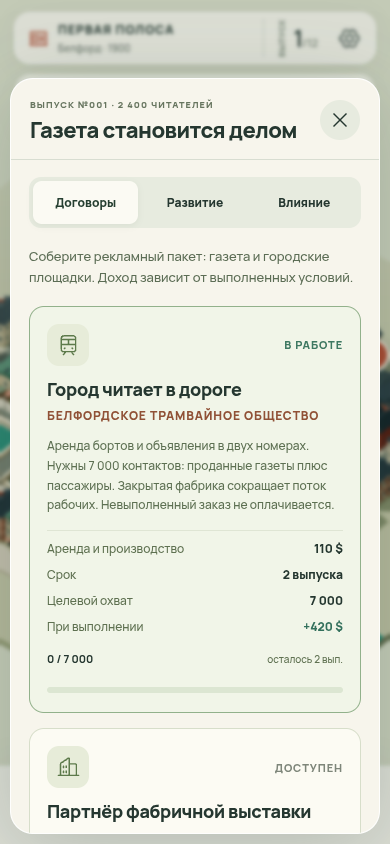 ПЕРВАЯ ПОЛОСА
Белфорд · 1900
ВЫПУСК
1/12
ВЫПУСК №001 · 2 400 ЧИТАТЕЛЕЙ
Газета становится делом
Договоры
Развитие
Влияние
Соберите рекламный пакет: газета и городские
площадки. Доход зависит от выполненных условий.
В РАБОТЕ
Город читает в дороге
БЕЛФОРДСКОЕ ТРАМВАЙНОЕ ОБЩЕСТВО
Аренда бортов и объявления в двух номерах.
Нужны 7 000 контактов: проданные газеты плюс
пассажиры. Закрытая фабрика сокращает поток
рабочих. Невыполненный заказ не оплачивается.
Аренда и производство
110 $
Срок
2 выпуска
Целевой охват
7 000
При выполнении
+420 $
0 / 7 000
осталось 2 вып.
ДОСТУПЕН
Партнёр фабричной выставки